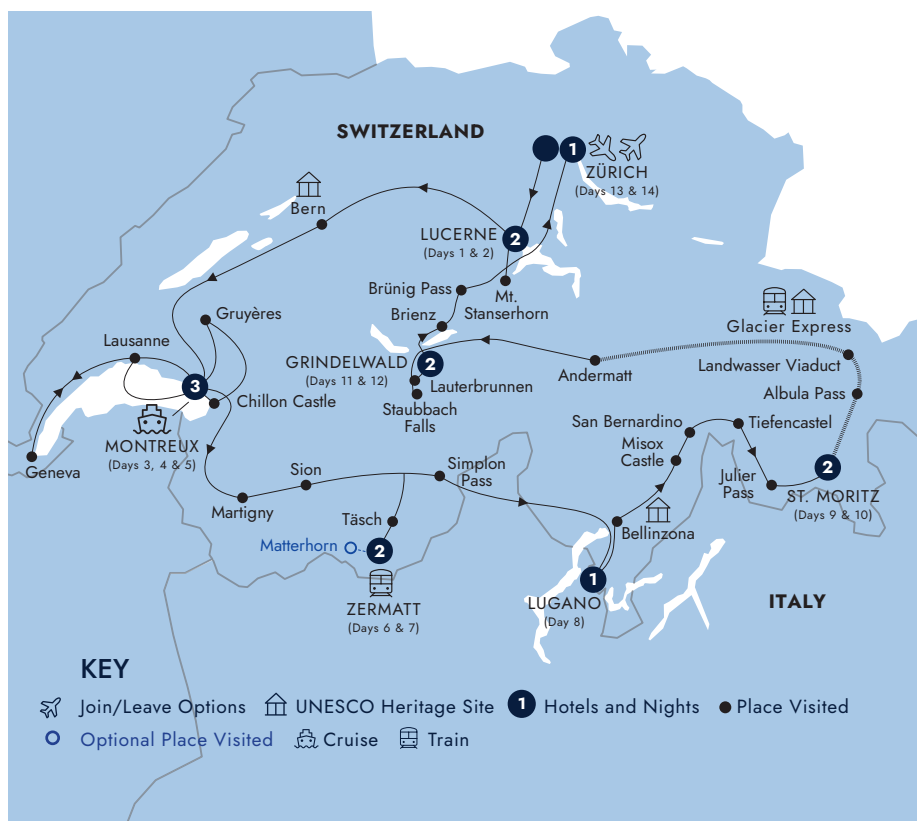 SWITZERLAND
1
ZÜRICH
(Days 13 & 14)
Bern
LUCERNE
2
(Days 1 & 2)
Brünig Pass
Mt.
Stanserhorn
Brienz
Gruyères
Lausanne
GRINDELWALD
2
(Days 11 & 12)
Lauterbrunnen
Staubbach
Falls
Andermatt
Glacier Express
Landwasser Viaduct
Albula Pass
3
Chillon Castle
MONTREUX
(Days 3, 4 & 5)
Geneva
San Bernardino
Tiefencastel
Misox
Castle
Julier
Pass
2
ST. MORITZ
(Days 9 & 10)
Sion
Simplon
Pass
Martigny
Täsch
Matterhorn
2
ZERMATT
(Days 6 & 7)
Bellinzona
1
LUGANO
(Day 8)
ITALY
KEY
Join/Leave Options
UNESCO Heritage Site
1 Hotels and Nights
Place Visited
Optional Place Visited
Cruise
Train